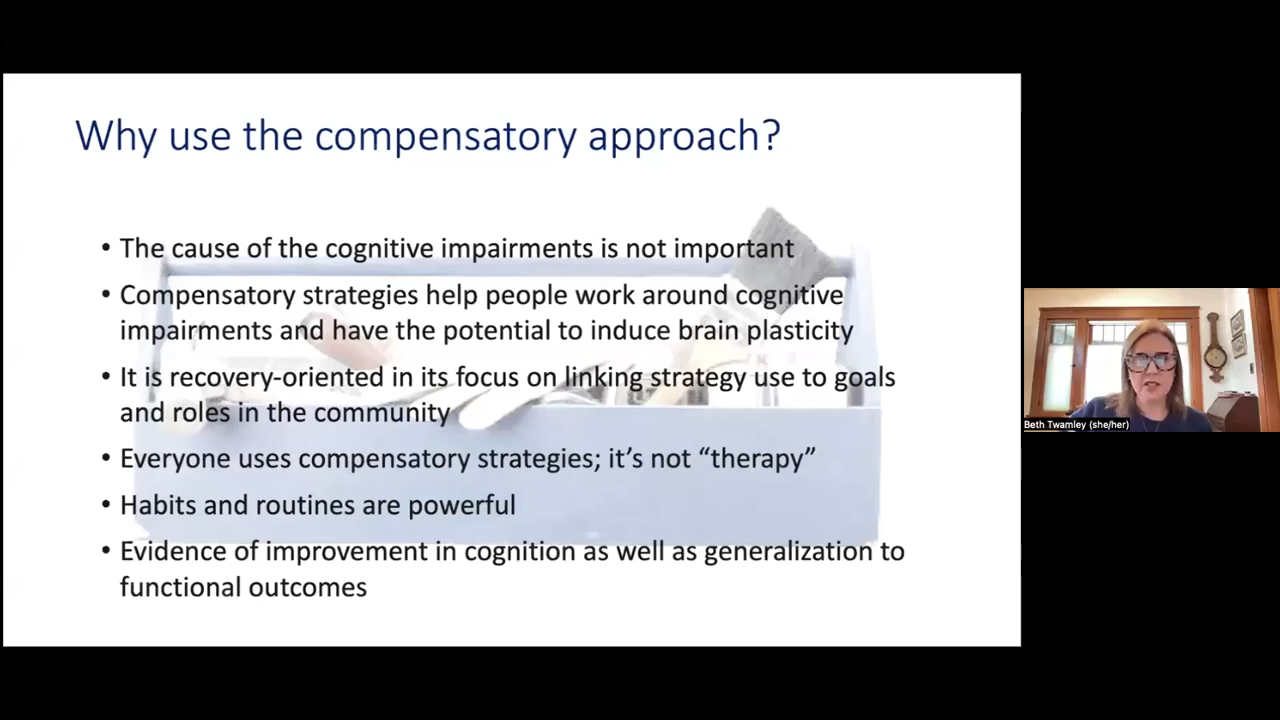 Why use the compensatory approach?
• The cause of the cognitive impairments is not important
• Compensatory strategies help people work around cognitive
impairments and have the potential to induce brain plasticity
• It is recovery-oriented in its focus on linking strategy use to goals
and roles in the community
• Everyone uses compensatory strategies; it’s not “therapy”
• Habits and routines are powerful
• Evidence of improvement in cognition as well as generalization to
functional outcomes
Beth Twamley (she/her)